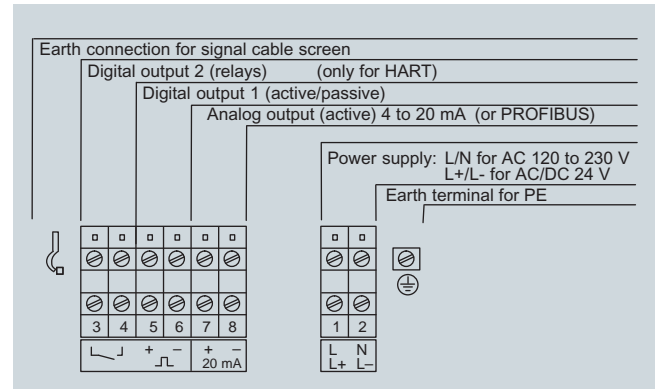 Earth connection for signal cable screen
Digital output 2 (relays) (only for HART)
Digital output 1 (active/passive)
Analog output (active) 4 to 20 mA (or PROFIBUS)
Power supply: L/N for AC 120 to 230 V
L+/L- for AC/DC 24 V
Earth terminal for PE
3 4 5 6 7 8 1 2
+ − + − L N
20 mA L+ L−